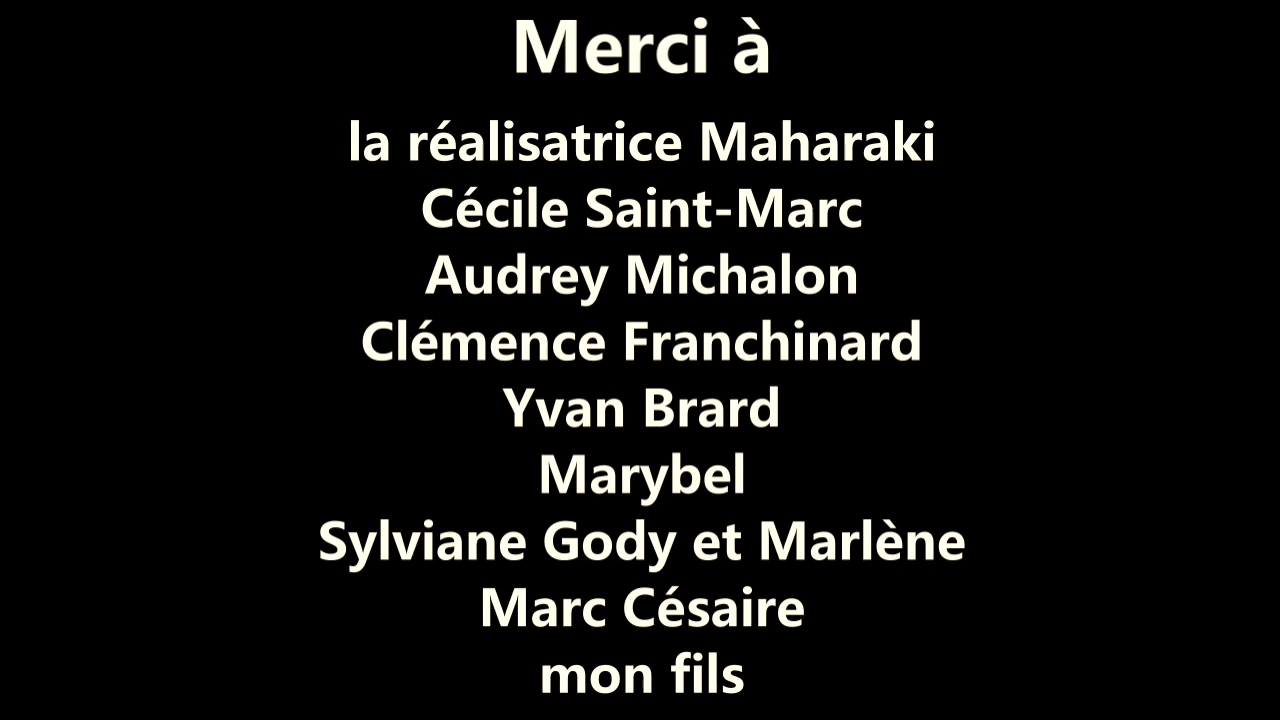 Merci à
la réalisatrice Maharaki
Cécile Saint-Marc
Audrey Michalon
Clémence Franchinard
Yvan Brard
Marybel
Sylviane Gody et Marlène
Marc Césaire
mon fils